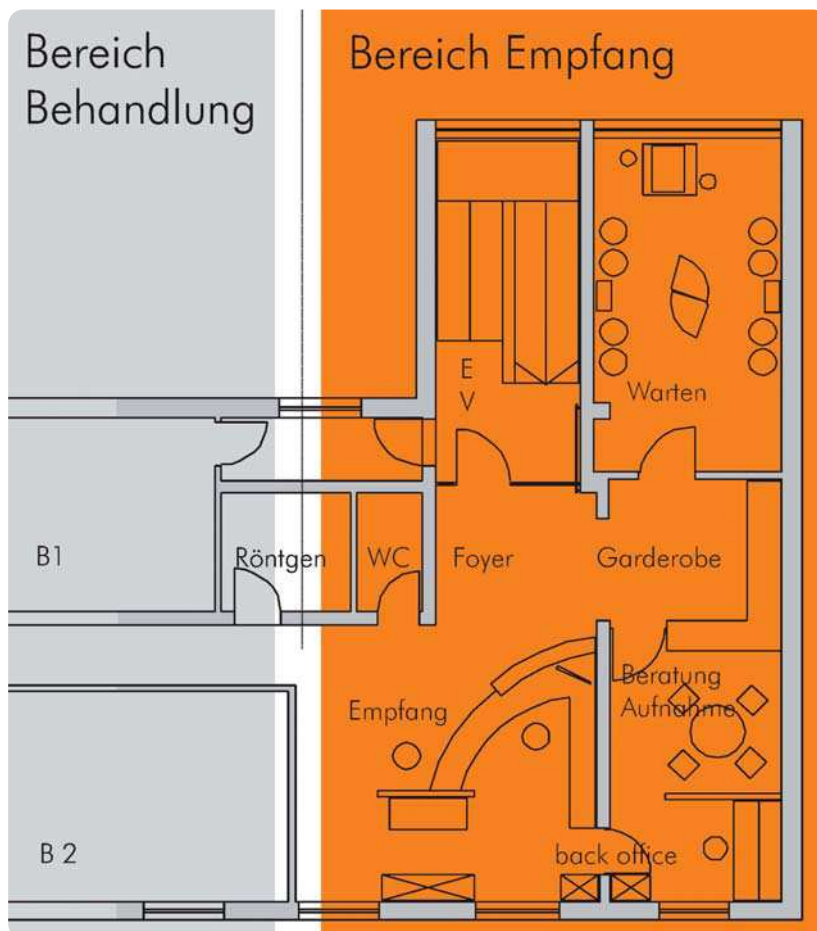 Bereich
Behandlung
Bereich Empfang
E
V
Warten
B1
Röntgen
WC
Foyer
Garderobe
Beratung
Aufnahme
Empfang
B 2
back office